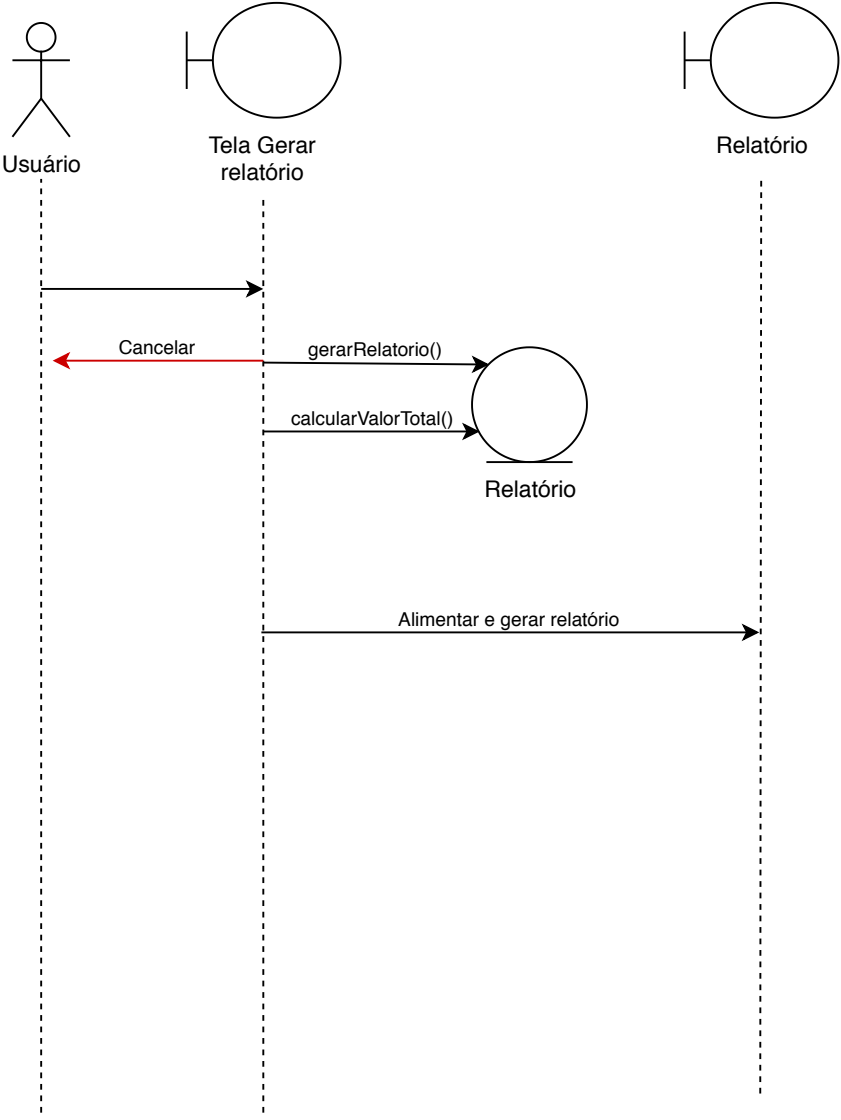 Usuário
Tela Gerar
relatório
Relatório
Cancelar
gerarRelatorio()
calcularValorTotal()
Relatório
Alimentar e gerar relatório